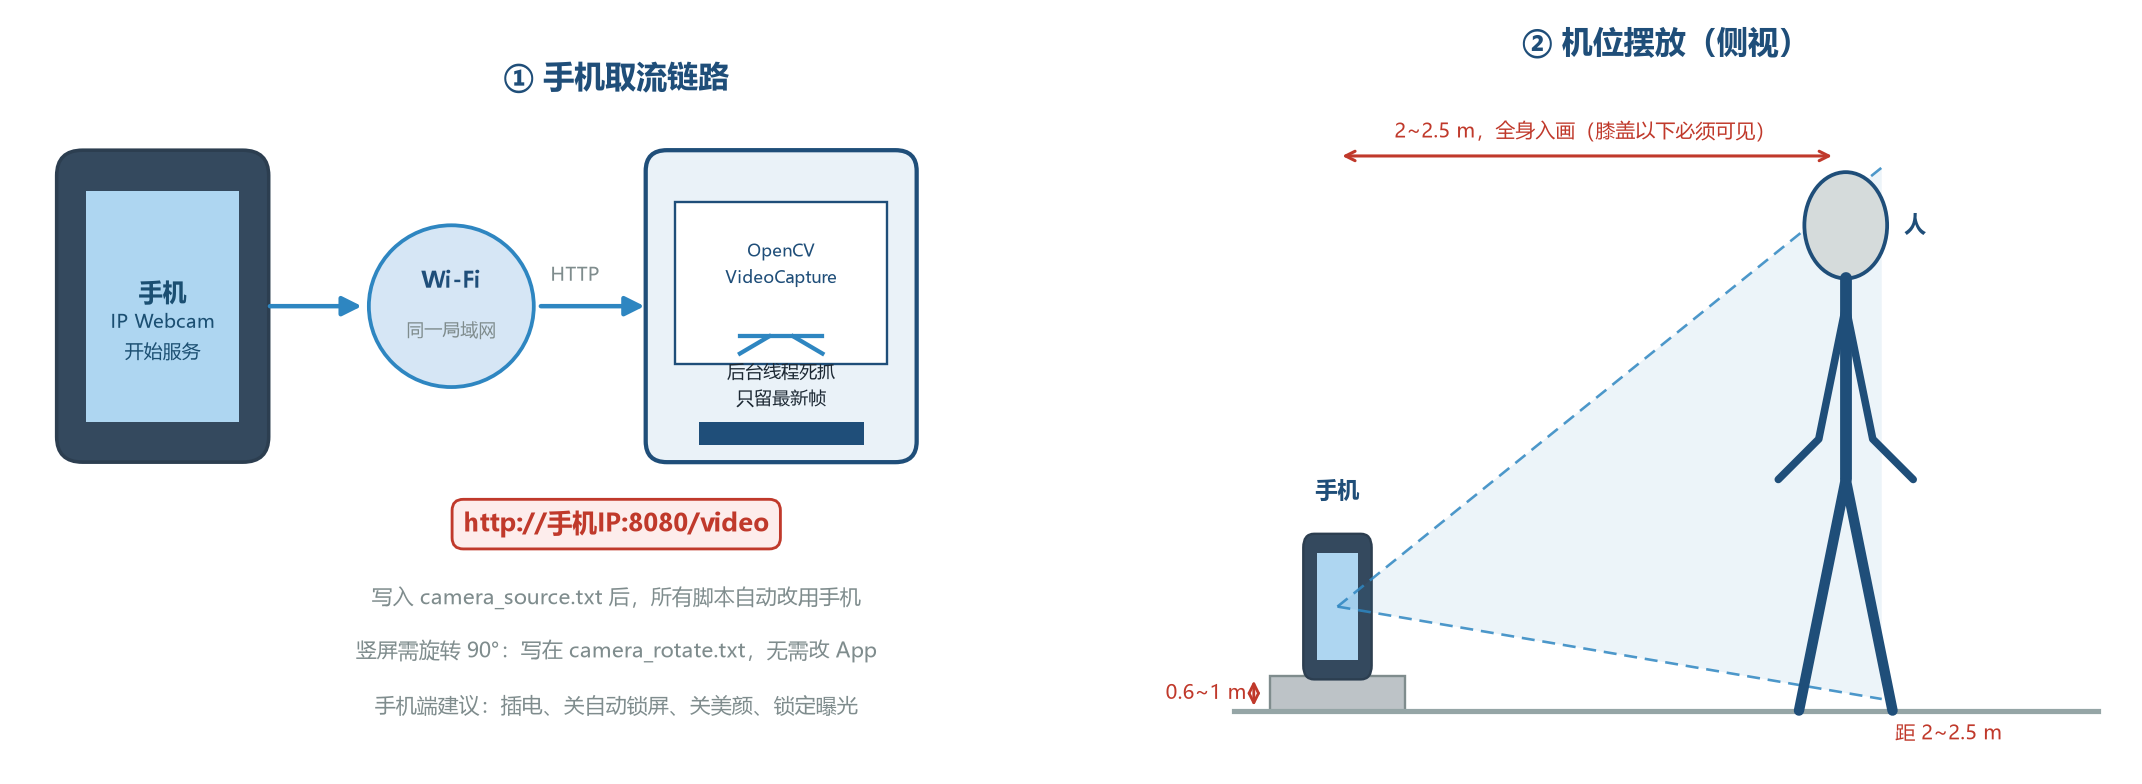 ① 手机取流链路
手机
IP Webcam
开始服务
Wi-Fi
同一局域网
HTTP
OpenCV
VideoCapture
后台线程死抓
只留最新帧
http://手机IP:8080/video
写入 camera_source.txt 后，所有脚本自动改用手机
竖屏需旋转 90°：写在 camera_rotate.txt，无需改 App
手机端建议：插电、关自动锁屏、关美颜、锁定曝光
② 机位摆放（侧视）
2~2.5 m，全身入画（膝盖以下必须可见）
人
手机
0.6~1 m
距 2~2.5 m